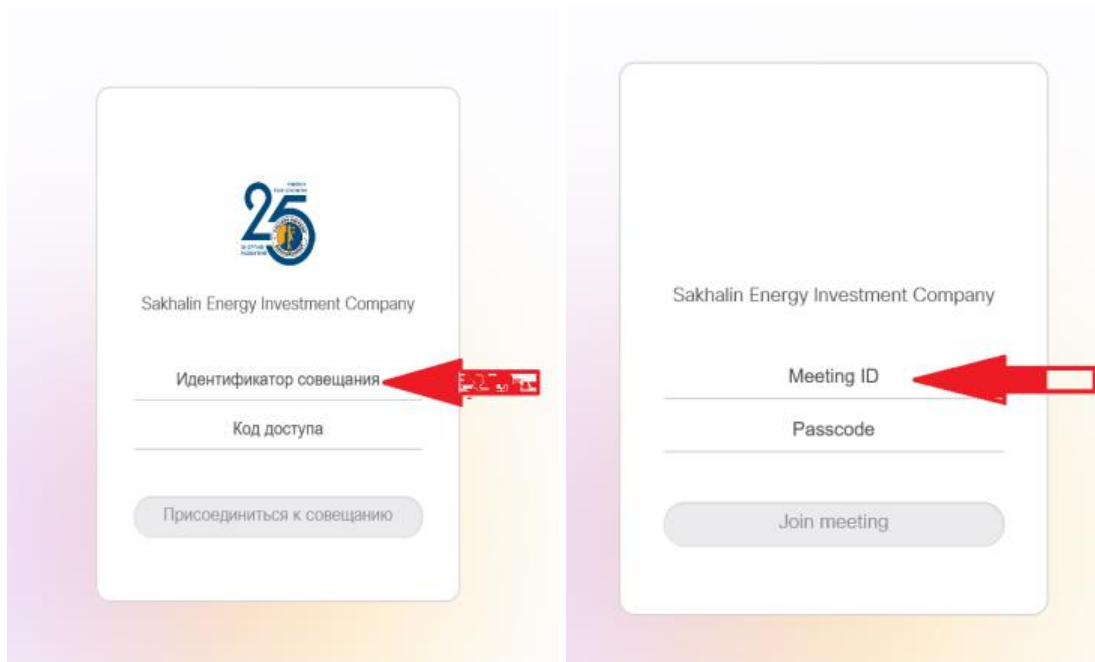 25
Sakhalin Energy Investment Company
Идентификатор совещания
Код доступа
Присоединиться к совещанию
Sakhalin Energy Investment Company
Meeting ID
Passcode
Join meeting